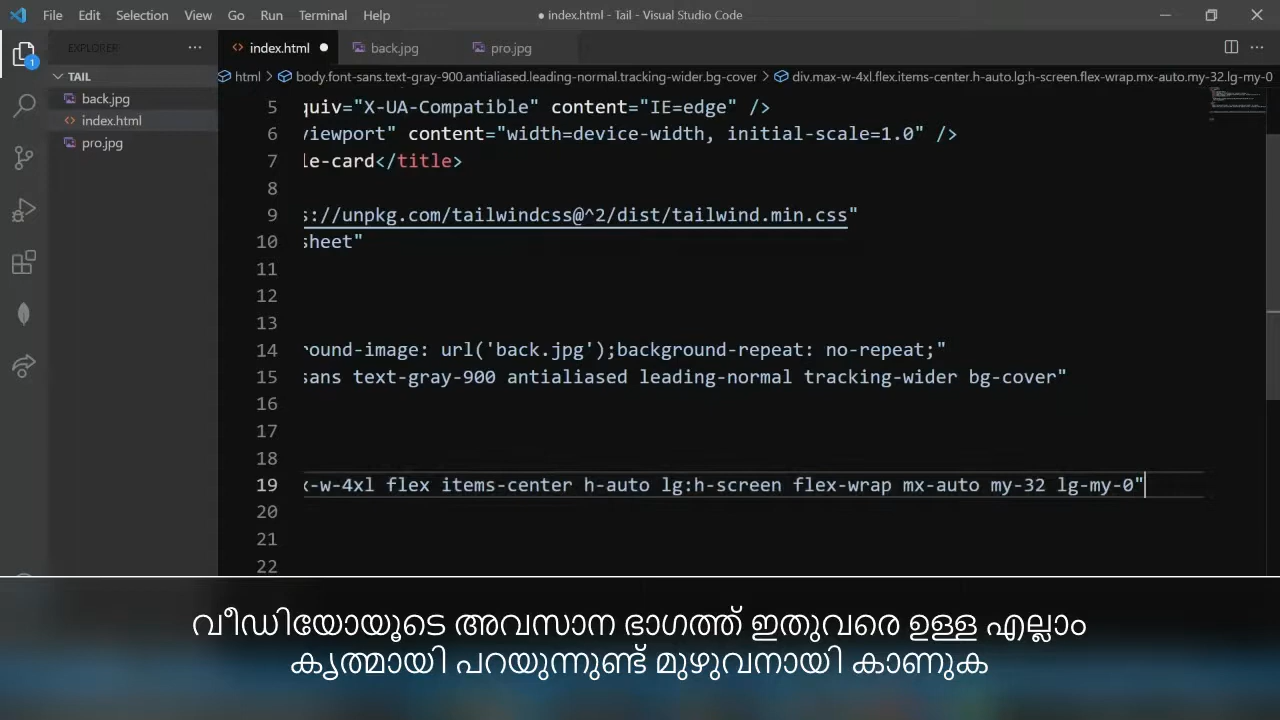 File Edit Selection View Go Run Terminal Help
● index.html - Tail - Visual Studio Code
EXPLORER
index.html
back.jpg
pro.jpg
TAIL
html > body.font-sans.text-gray-900.antialiased.leading-normal.tracking-wider.bg-cover > div.max-w-4xl.flex.items-center.h-auto.lg:h-screen.flex-wrap.mx-auto.my-32.lg-my-0
1
back.jpg
index.html
pro.jpg
5 quiv="X-UA-Compatible" content="IE=edge" />
6 viewport" content="width=device-width, initial-scale=1.0" />
7 le-card</title>
8
9 s://unpkg.com/tailwindcss@^2/dist/tailwind.min.css"
10 sheet"
11
12
13
14 round-image: url('back.jpg');background-repeat: no-repeat;"
15 sans text-gray-900 antialiased leading-normal tracking-wider bg-cover"
16
17
18
19 x-w-4xl flex items-center h-auto lg:h-screen flex-wrap mx-auto my-32 lg-my-0"
20
21
22
വീഡിയോയൂടെ അവസാന ഭാഗത്ത് ഇതുവരെ ഉള്ള എല്ലാം
കൃത്മായി പറയുന്നുണ്ട് മുഴുവനായി കാണുക